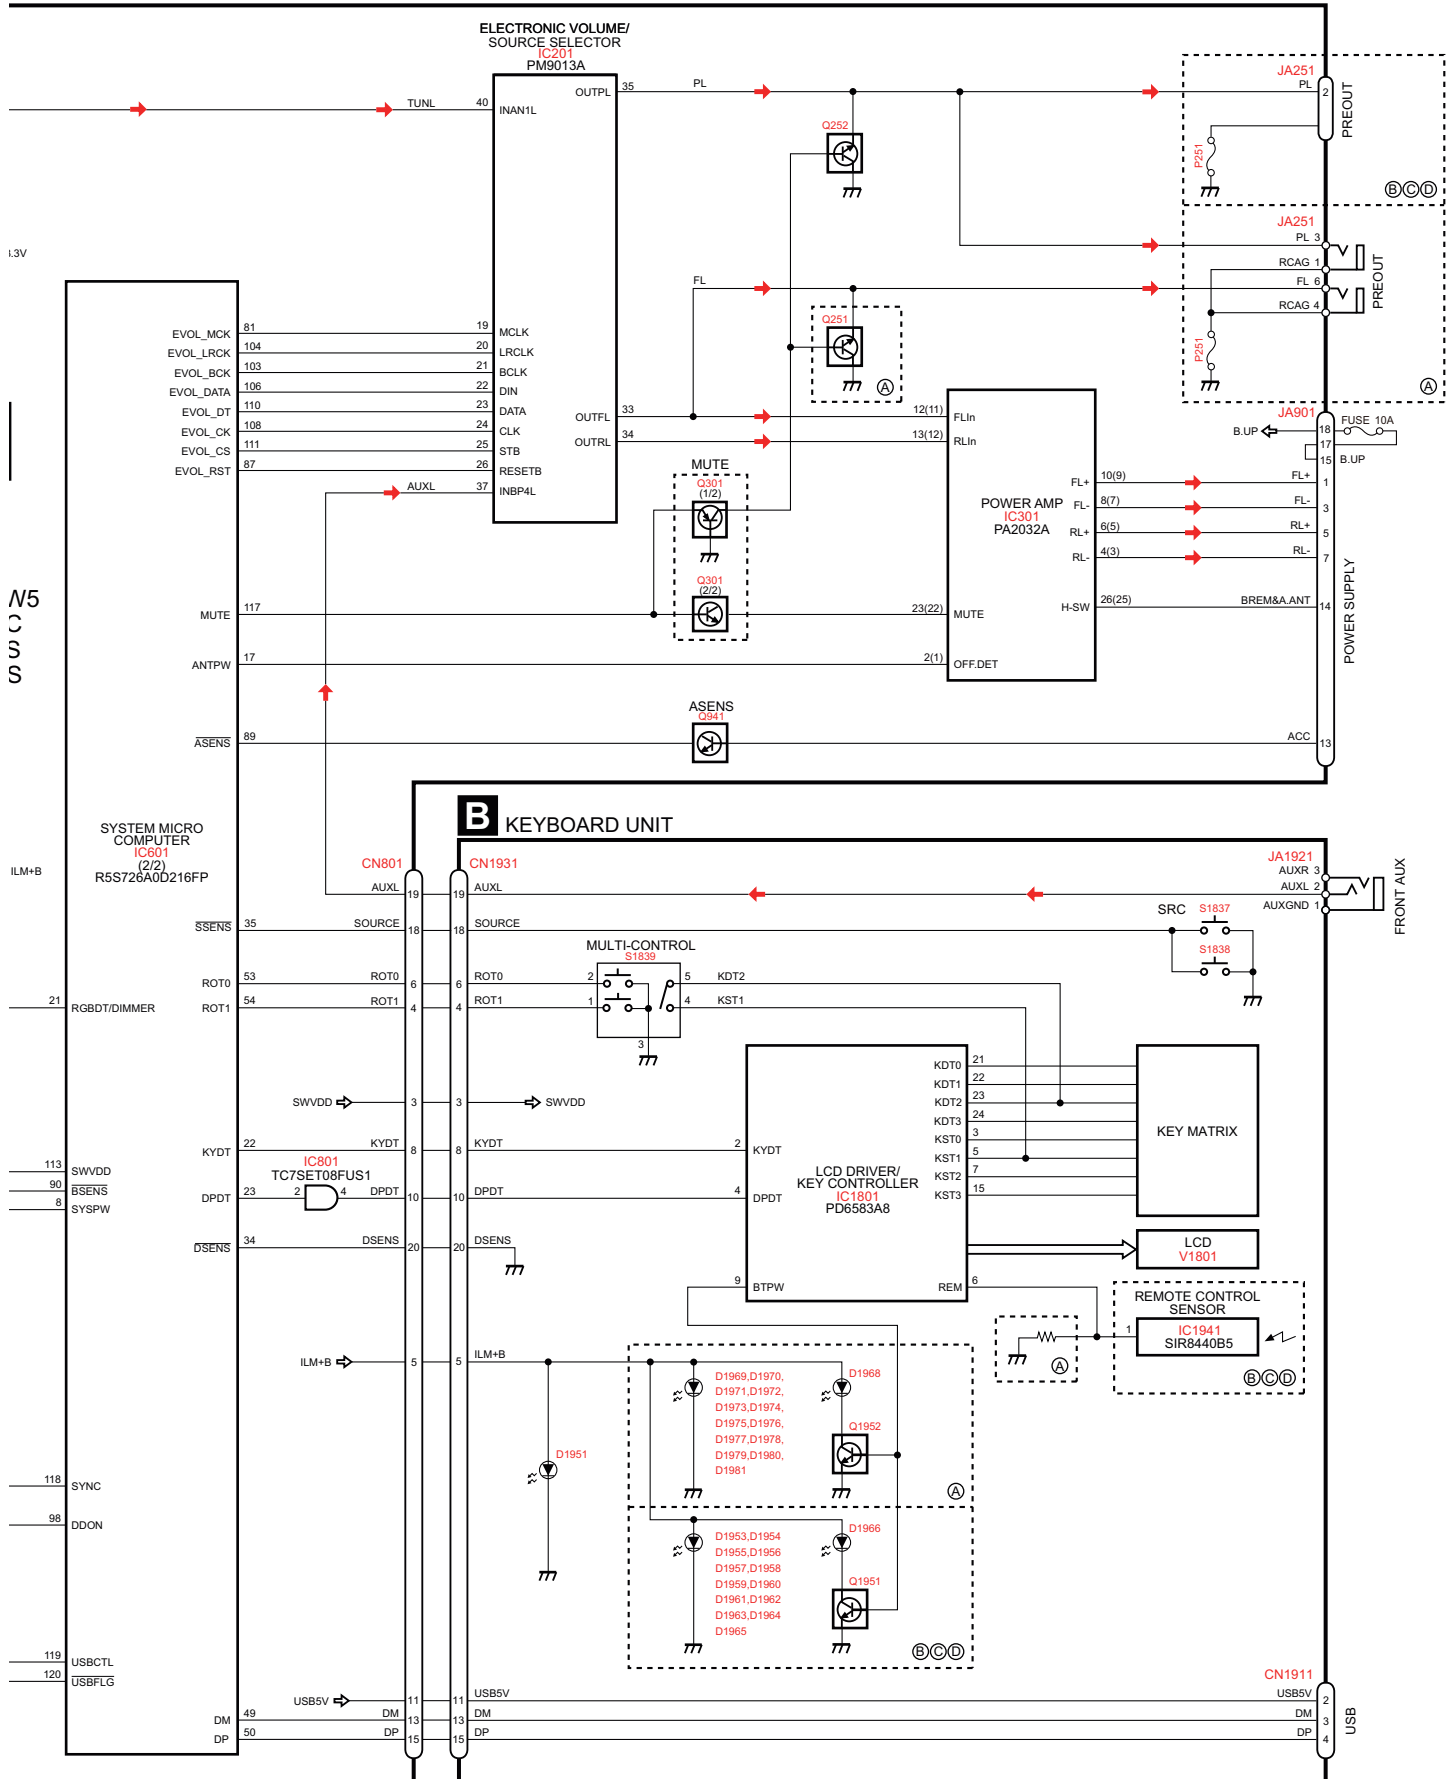 ELECTRONIC VOLUME/
SOURCE SELECTOR
IC201
PM9013A
TUNL 40 INAN1L
OUTPL 35 PL
JA251
PL 2
PREOUT
Q252
P251
B C D
JA251
PL 3
RCAG 1
FL 6
RCAG 4
PREOUT
P251
A
FL
Q251
A
EVOL_MCK 81 19 MCLK
EVOL_LRCK 104 20 LRCLK
EVOL_BCK 103 21 BCLK
EVOL_DATA 106 22 DIN
EVOL_DT 110 23 DATA
EVOL_CK 108 24 CLK
EVOL_CS 111 25 STB
EVOL_RST 87 26 RESETB
AUXL 37 INBP4L
OUTFL 33
OUTRL 34
12(11) FLIn
13(12) RLIn
POWER AMP
IC301
PA2032A
FL+ 10(9) FL+ 1
FL- 8(7) FL- 3
RL+ 6(5) RL+ 5
RL- 4(3) RL- 7
H-SW 26(25) BREM&A.ANT 14
JA901
B.UP 18 FUSE 10A
17
15 B.UP
POWER SUPPLY
MUTE
Q301
(1/2)
Q301
(2/2)
MUTE 117 23(22) MUTE
ANTPW 17 2(1) OFF.DET
ASENS
Q941
ASENS 89 ACC 13
B KEYBOARD UNIT
SYSTEM MICRO
COMPUTER
IC601
(2/2)
R5S726A0D216FP
.3V
W5
C
S
S
ILM+B
CN801 CN1931
JA1921
AUXR 3
AUXL 19 19 AUXL AUXL 2
AUXGND 1
FRONT AUX
SSENS 35 SOURCE 18 18 SOURCE
SRC S1837
S1838
MULTI-CONTROL
S1839
ROT0 53 ROT0 6 6 ROT0 2 5 KDT2
ROT1 54 ROT1 4 4 ROT1 1 4 KST1
3
21 RGBDT/DIMMER
SWVDD 3 3 SWVDD
KYDT 22 KYDT 8 8 KYDT 2 KYDT
IC801
TC7SET08FUS1
DPDT 23 2 4 DPDT 10 10 DPDT 4 DPDT
DSENS 34 DSENS 20 20 DSENS
113 SWVDD
90 BSENS
8 SYSPW
LCD DRIVER/
KEY CONTROLLER
IC1801
PD6583A8
KDT0 21
KDT1 22
KDT2 23
KDT3 24
KST0 3
KST1 5
KST2 7
KST3 15
KEY MATRIX
LCD
V1801
9 BTPW
REM 6
REMOTE CONTROL
SENSOR
1 IC1941
SIR8440B5
B C D
A
ILM+B 5 5 ILM+B
D1951
D1969,D1970,
D1971,D1972,
D1973,D1974,
D1975,D1976,
D1977,D1978,
D1979,D1980,
D1981
D1968
Q1952
A
D1953,D1954
D1955,D1956
D1957,D1958
D1959,D1960
D1961,D1962
D1963,D1964
D1965
D1966
Q1951
B C D
118 SYNC
98 DDON
119 USBCTL
120 USBFLG
CN1911
USB5V 11 11 USB5V USB5V 2
DM 49 DM 13 13 DM DM 3
DP 50 DP 15 15 DP DP 4
USB